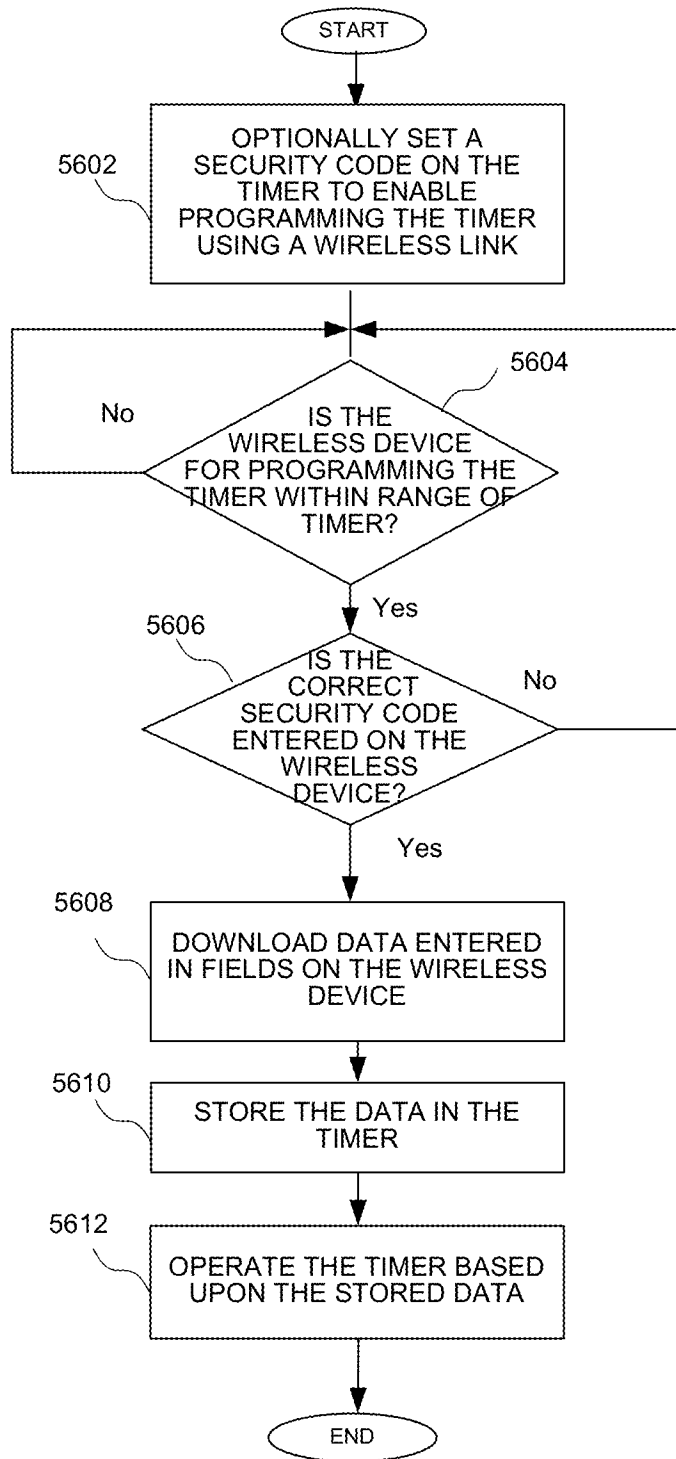 START
5602
OPTIONALLY SET A
SECURITY CODE ON THE
TIMER TO ENABLE
PROGRAMMING THE TIMER
USING A WIRELESS LINK
5604
No
IS THE
WIRELESS DEVICE
FOR PROGRAMMING THE
TIMER WITHIN RANGE OF
TIMER?
Yes
5606
IS THE
CORRECT
SECURITY CODE
ENTERED ON THE
WIRELESS
DEVICE?
No
Yes
5608
DOWNLOAD DATA ENTERED
IN FIELDS ON THE WIRELESS
DEVICE
5610
STORE THE DATA IN THE
TIMER
5612
OPERATE THE TIMER BASED
UPON THE STORED DATA
END